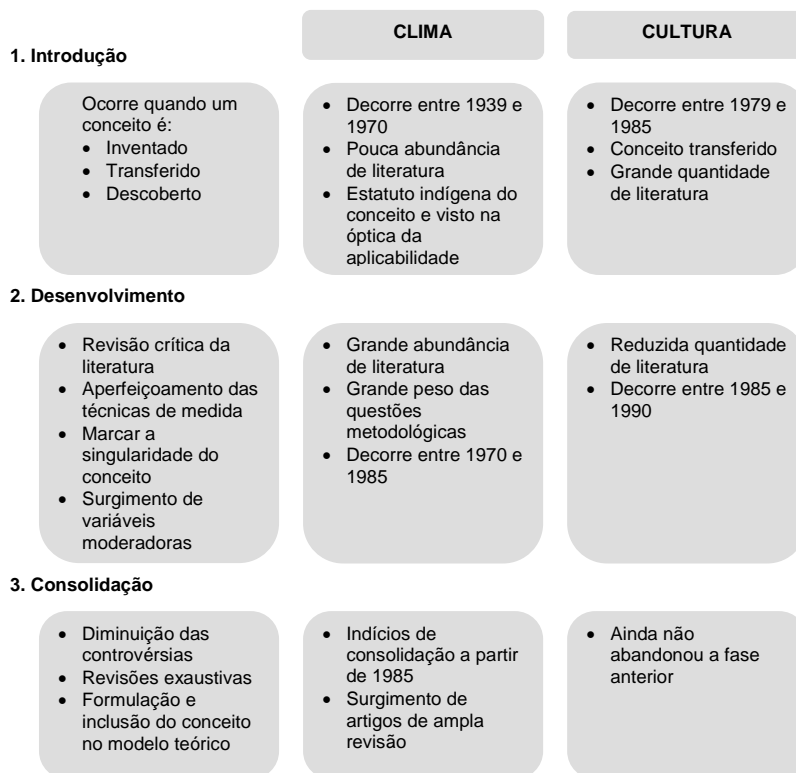 CLIMA
CULTURA
1. Introdução
Ocorre quando um
conceito é:
• Inventado
• Transferido
• Descoberto
• Decorre entre 1939 e
1970
• Pouca abundância
de literatura
• Estatuto indígena do
conceito e visto na
óptica da
aplicabilidade
• Decorre entre 1979 e
1985
• Conceito transferido
• Grande quantidade
de literatura
2. Desenvolvimento
• Revisão crítica da
literatura
• Aperfeiçoamento das
técnicas de medida
• Marcar a
singularidade do
conceito
• Surgimento de
variáveis
moderadoras
• Grande abundância
de literatura
• Grande peso das
questões
metodológicas
• Decorre entre 1970 e
1985
• Reduzida quantidade
de literatura
• Decorre entre 1985 e
1990
3. Consolidação
• Diminuição das
controvérsias
• Revisões exaustivas
• Formulação e
inclusão do conceito
no modelo teórico
• Indícios de
consolidação a partir
de 1985
• Surgimento de
artigos de ampla
revisão
• Ainda não
abandonou a fase
anterior